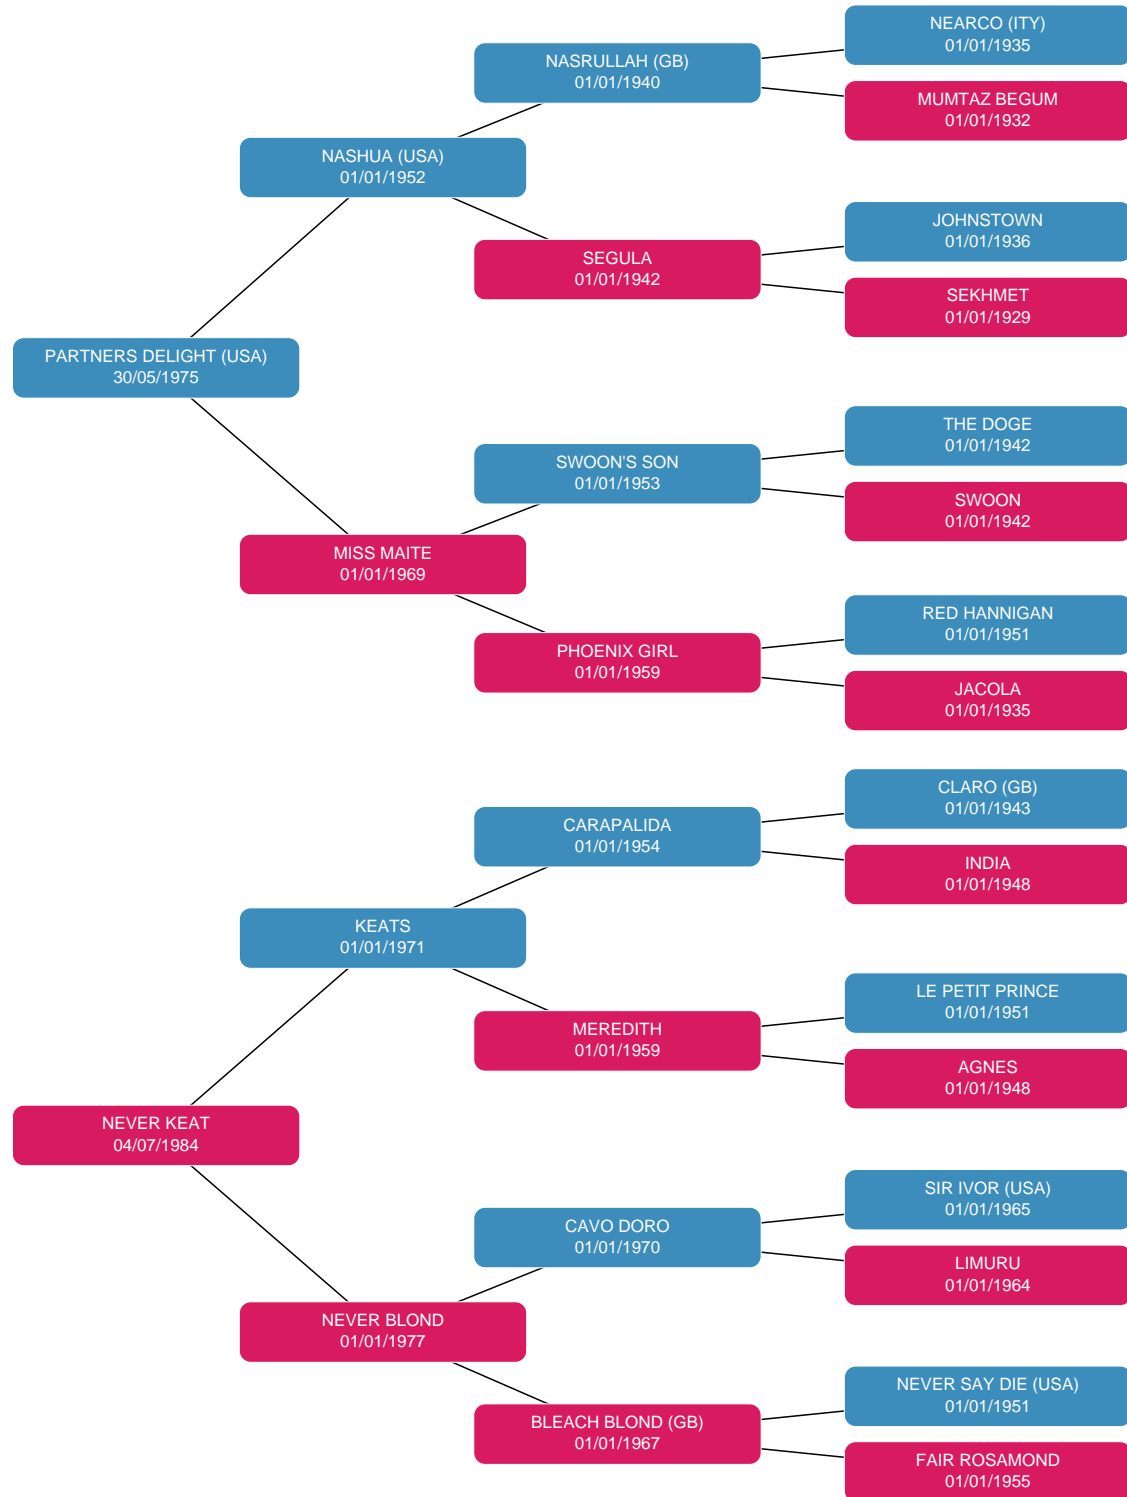 NEARCO (ITY)
01/01/1935
NASRULLAH (GB)
01/01/1940
MUMTAZ BEGUM
01/01/1932
NASHUA (USA)
01/01/1952
JOHNSTOWN
01/01/1936
SEGULA
01/01/1942
SEKHMET
01/01/1929
PARTNERS DELIGHT (USA)
30/05/1975
THE DOGE
01/01/1942
SWOON'S SON
01/01/1953
SWOON
01/01/1942
MISS MAITE
01/01/1969
RED HANNIGAN
01/01/1951
PHOENIX GIRL
01/01/1959
JACOLA
01/01/1935
CLARO (GB)
01/01/1943
CARAPALIDA
01/01/1954
INDIA
01/01/1948
KEATS
01/01/1971
LE PETIT PRINCE
01/01/1951
MEREDITH
01/01/1959
AGNES
01/01/1948
NEVER KEAT
04/07/1984
SIR IVOR (USA)
01/01/1965
CAVO DORO
01/01/1970
LIMURU
01/01/1964
NEVER BLOND
01/01/1977
NEVER SAY DIE (USA)
01/01/1951
BLEACH BLOND (GB)
01/01/1967
FAIR ROSAMOND
01/01/1955